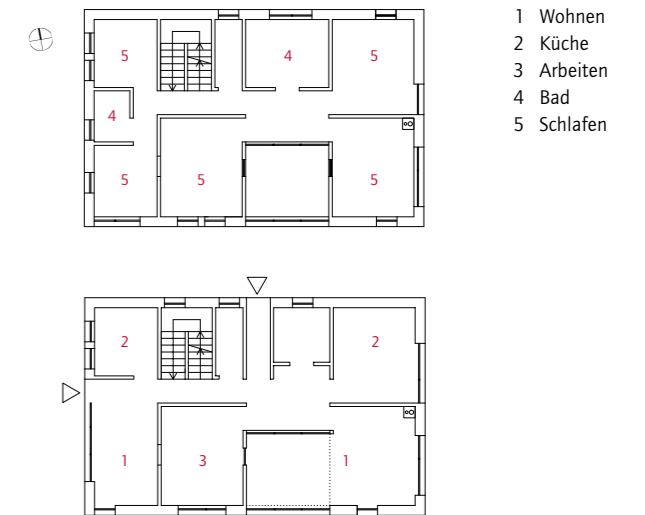 1 Wohnen
2 Küche
3 Arbeiten
4 Bad
5 Schlafen
5 4 5
4
5 5 5
2 2
1 3 1